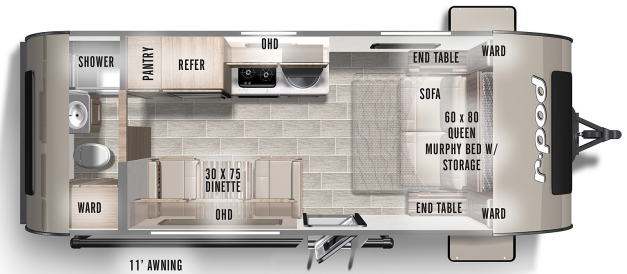 OHD
SHOWER
PANTRY
REFER
END TABLE
WARD
SOFA
60 x 80
QUEEN
MURPHY BED W/
STORAGE
30 X 75
DINETTE
OHD
WARD
END TABLE
WARD
11' AWNING